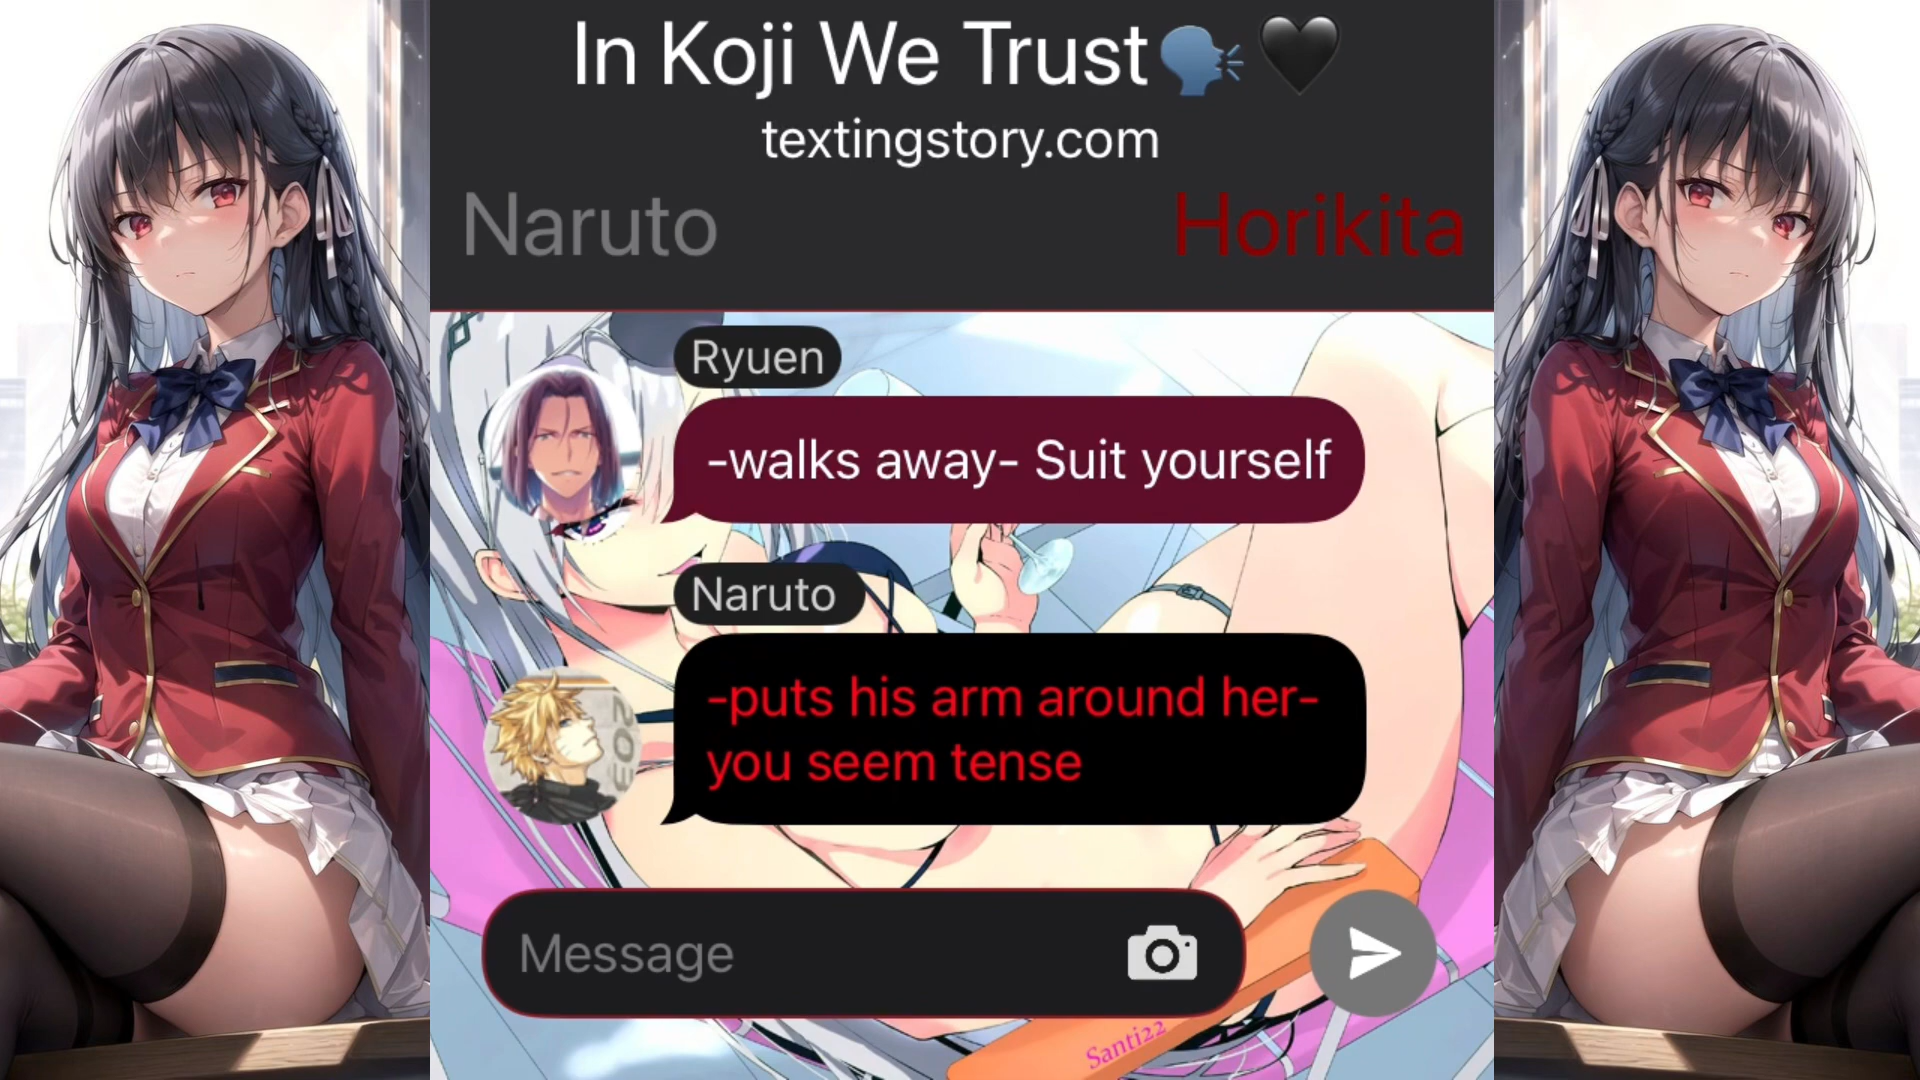 In Koji We Trust🗣️🖤
textingstory.com
Naruto
Horikita
Ryuen
-walks away- Suit yourself
Naruto
-puts his arm around her-
you seem tense
Message
Santi22